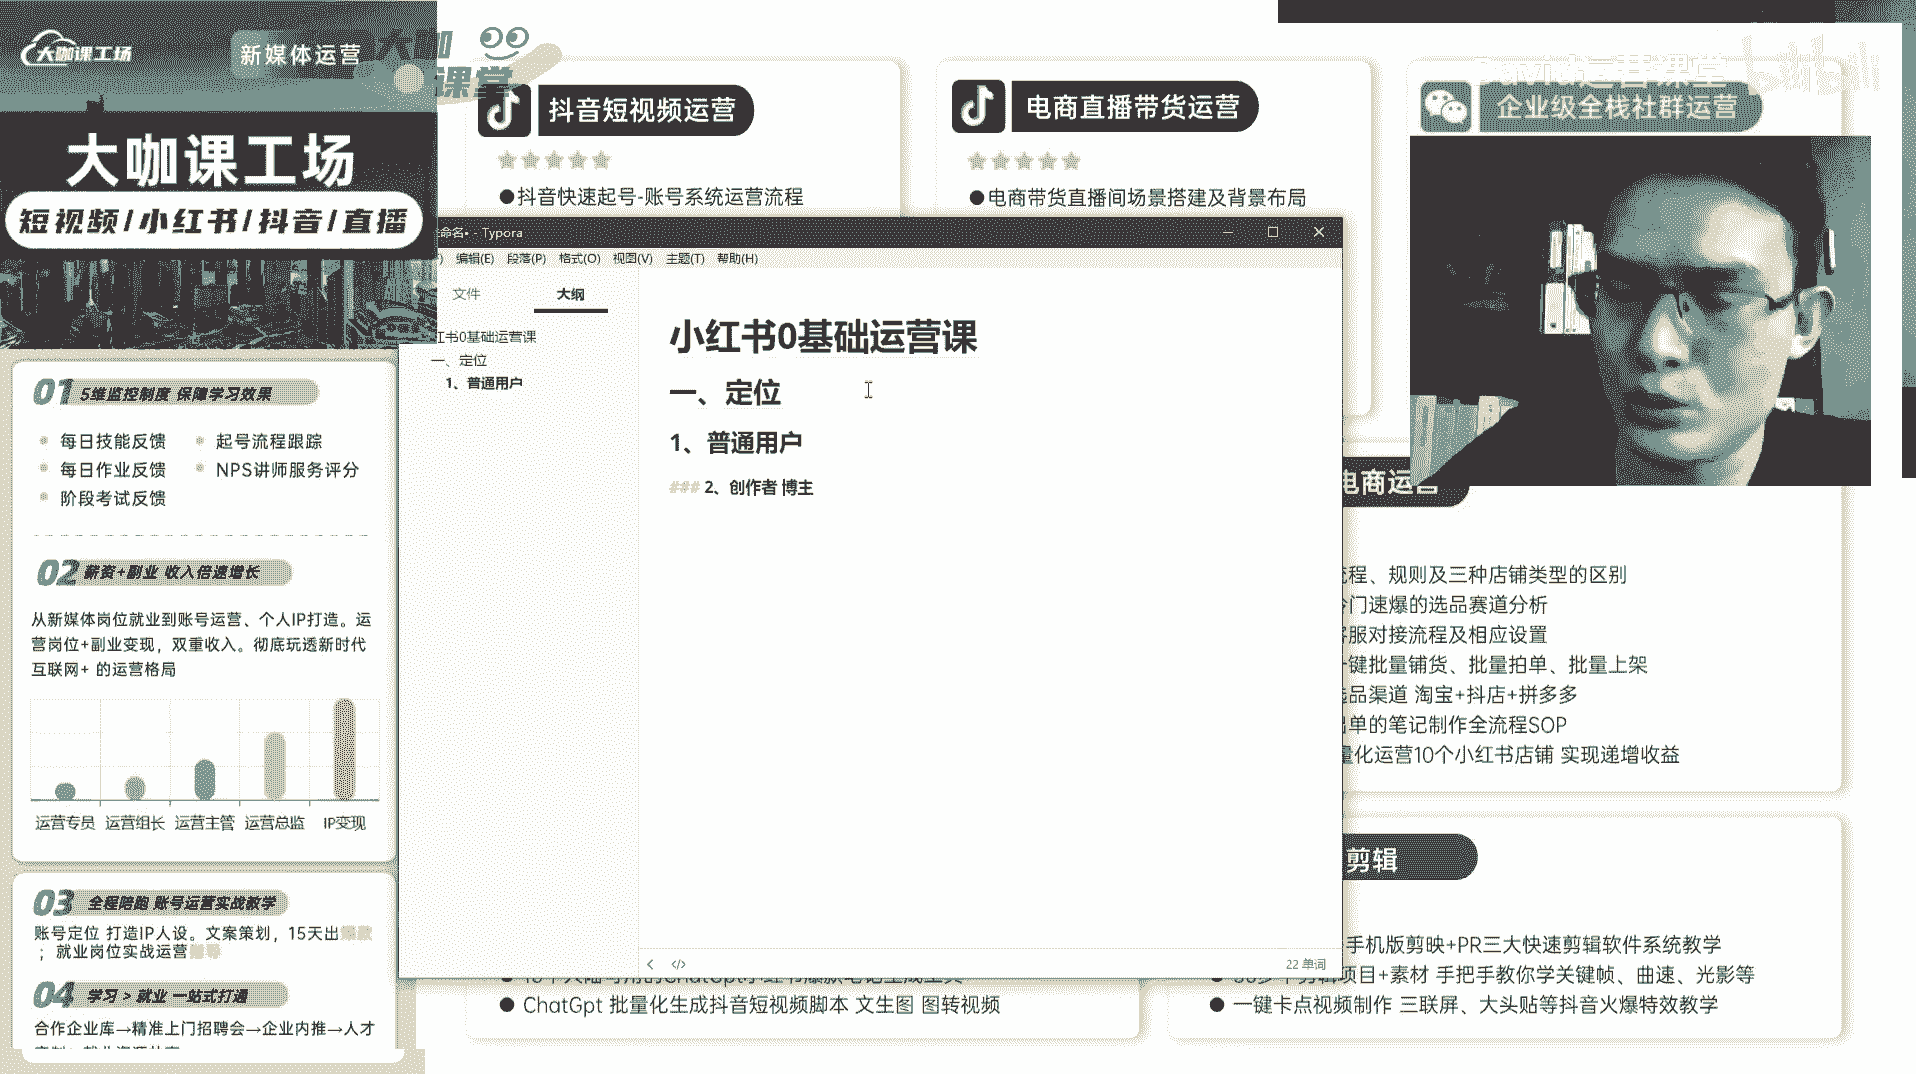 大咖课工场
新媒体运营
大咖课堂
大咖课工场
短视频/小红书/抖音/直播
01 5维监控制度 保障学习效果
每日技能反馈
起号流程跟踪
每日作业反馈
NPS讲师服务评分
阶段考试反馈
02 薪资+副业 收入倍速增长
从新媒体岗位就业到账号运营、个人IP打造。运
营岗位+副业变现，双重收入。彻底玩透新时代
互联网+ 的运营格局
运营专员 运营组长 运营主管 运营总监 IP变现
03 全程陪跑 账号运营实战教学
账号定位 打造IP人设。文案策划，15天出
；就业岗位实战运营
04 学习 > 就业 一站式打通
合作企业库→精准上门招聘会→企业内推→人才
抖音短视频运营
●抖音快速起号-账号系统运营流程
电商直播带货运营
●电商带货直播间场景搭建及背景布局
运营课堂
bilibili
企业级全栈社群运营
命名• - Typora
编辑(E) 段落(P) 格式(O) 视图(V) 主题(T) 帮助(H)
文件 大纲
红书0基础运营课
一、定位
1、普通用户
小红书0基础运营课
一、定位
1、普通用户
### 2、创作者 博主
22 单词
电商运营
流程、规则及三种店铺类型的区别
冷门速爆的选品赛道分析
客服对接流程及相应设置
一键批量铺货、批量拍单、批量上架
选品渠道 淘宝+抖店+拼多多
出单的笔记制作全流程SOP
量化运营10个小红书店铺 实现递增收益
剪辑
手机版剪映+PR三大快速剪辑软件系统教学
项目+素材 手把手教你学关键帧、曲速、光影等
● 一键卡点视频制作 三联屏、大头贴等抖音火爆特效教学
● ChatGpt 批量化生成抖音短视频脚本 文生图 图转视频